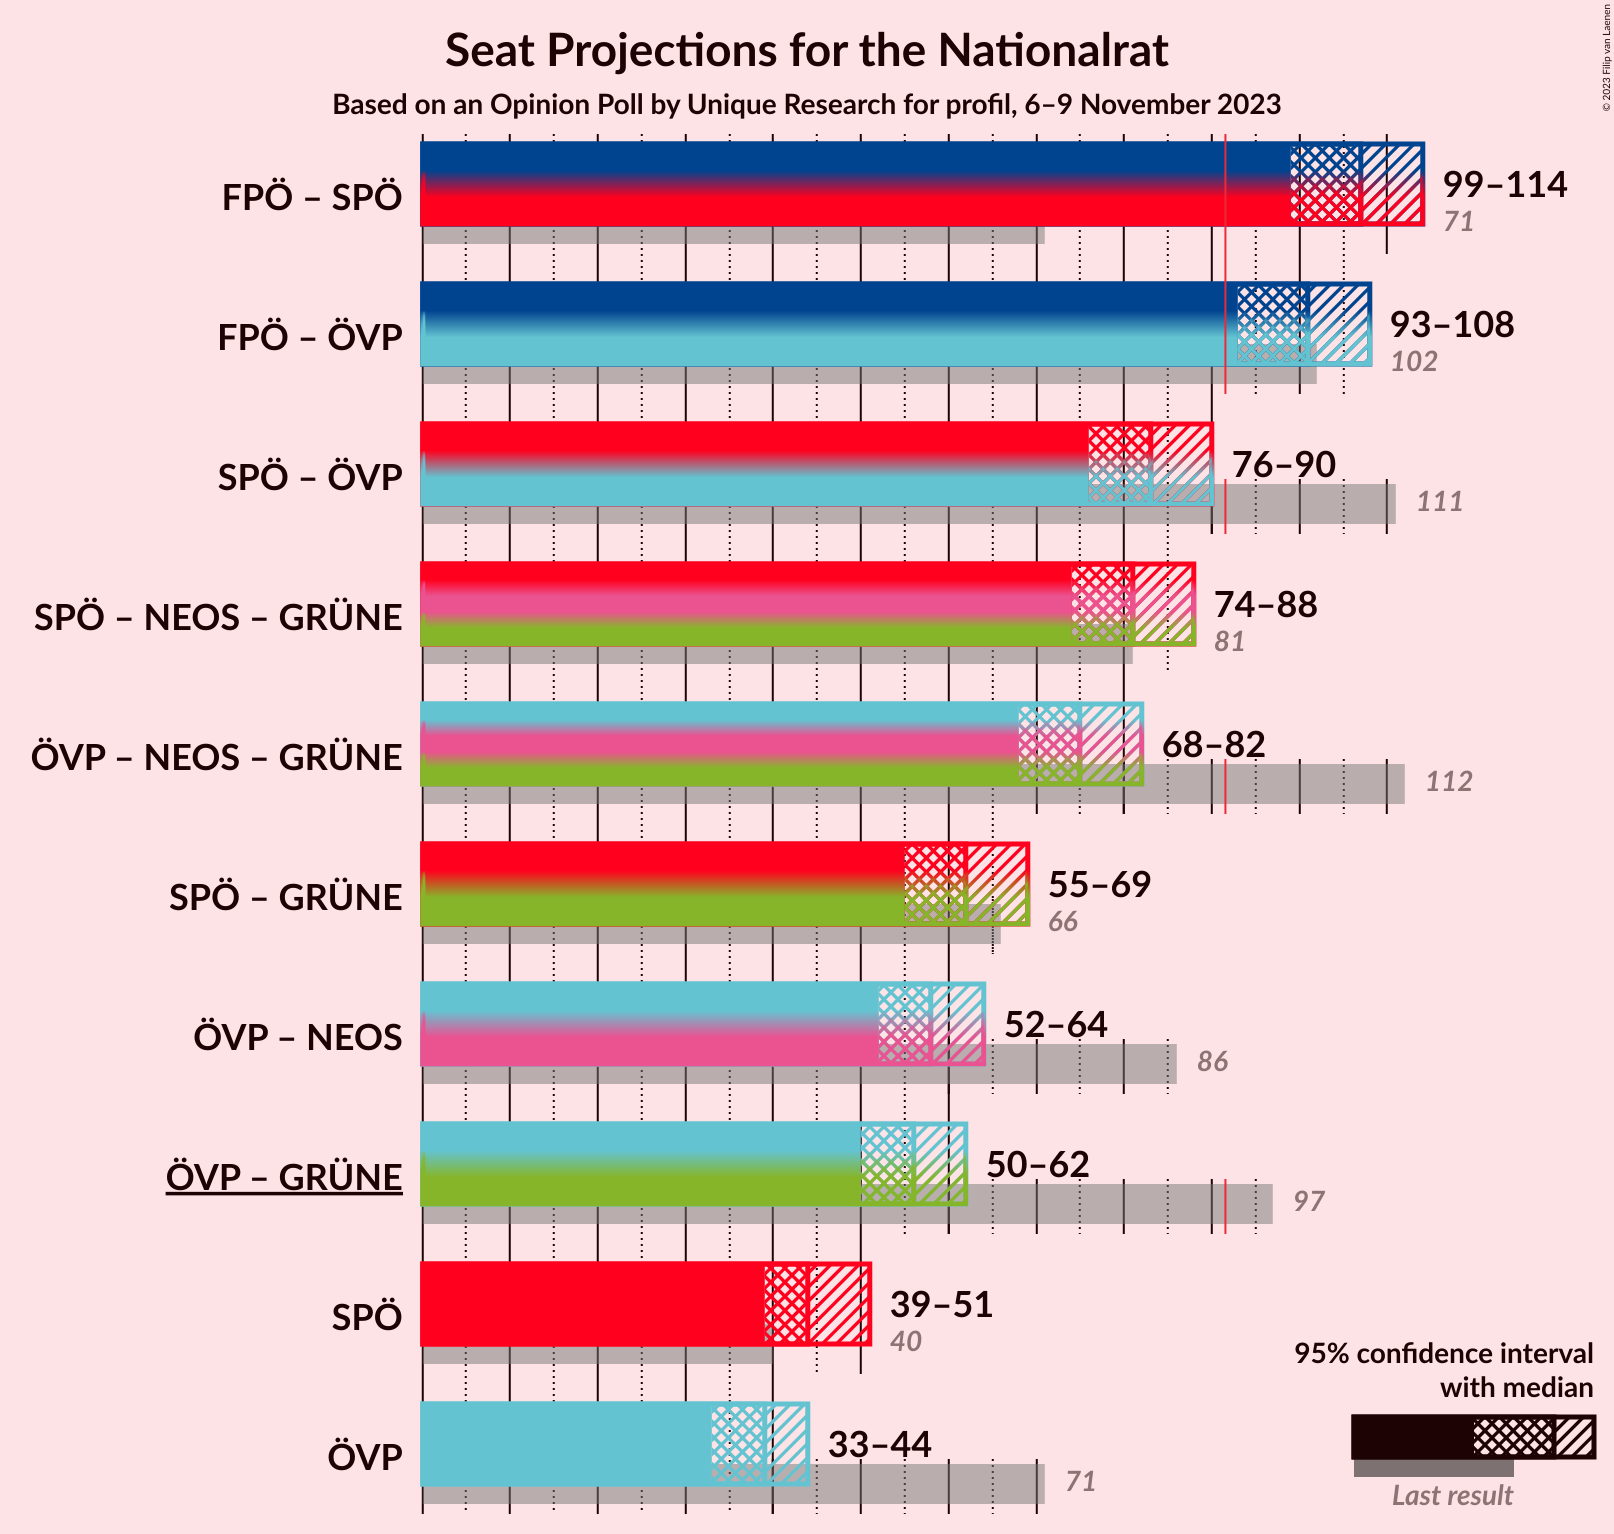 Seat Projections for the Nationalrat
Based on an Opinion Poll by Unique Research for profil, 6–9 November 2023
© 2023 Filip van Laenen
FPÖ – SPÖ
99–114
71
FPÖ – ÖVP
93–108
102
SPÖ – ÖVP
76–90
111
SPÖ – NEOS – GRÜNE
74–88
81
ÖVP – NEOS – GRÜNE
68–82
112
SPÖ – GRÜNE
55–69
66
ÖVP – NEOS
52–64
86
ÖVP – GRÜNE
50–62
97
SPÖ
39–51
40
ÖVP
33–44
71
95% confidence interval
with median
Last result